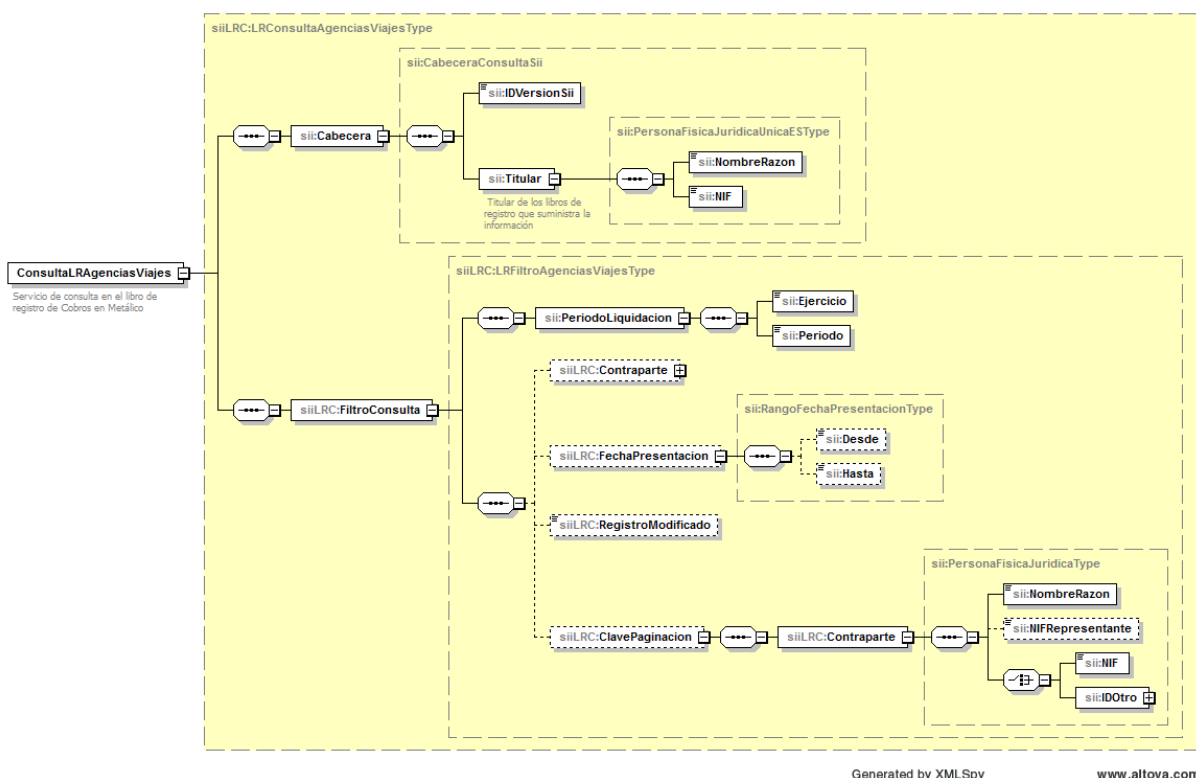 siiLRC:LRConsultaAgenciasViajesType
sii:CabeceraConsultaSii
sii:IDVersionSii
sii:Cabecera
sii:PersonaFisicaJuridicaUnicaESType
sii:NombreRazon
sii:Titular
sii:NIF
Titular de los libros de
registro que suministra la
información
ConsultaLRAgenciasViajes
Servicio de consulta en el libro de
registro de Cobros en Metálico
siiLRC:LRFiltroAgenciasViajesType
sii:Ejercicio
sii:PeriodoLiquidacion
sii:Periodo
siiLRC:Contraparte
siiLRC:FiltroConsulta
sii:RangoFechaPresentacionType
sii:Desde
siiLRC:FechaPresentacion
sii:Hasta
siiLRC:RegistroModificado
sii:PersonaFisicaJuridicaType
sii:NombreRazon
sii:NIFRepresentante
siiLRC:ClavePaginacion
siiLRC:Contraparte
sii:NIF
sii:IDOtro
Generated by XMLSpy
www.altova.com